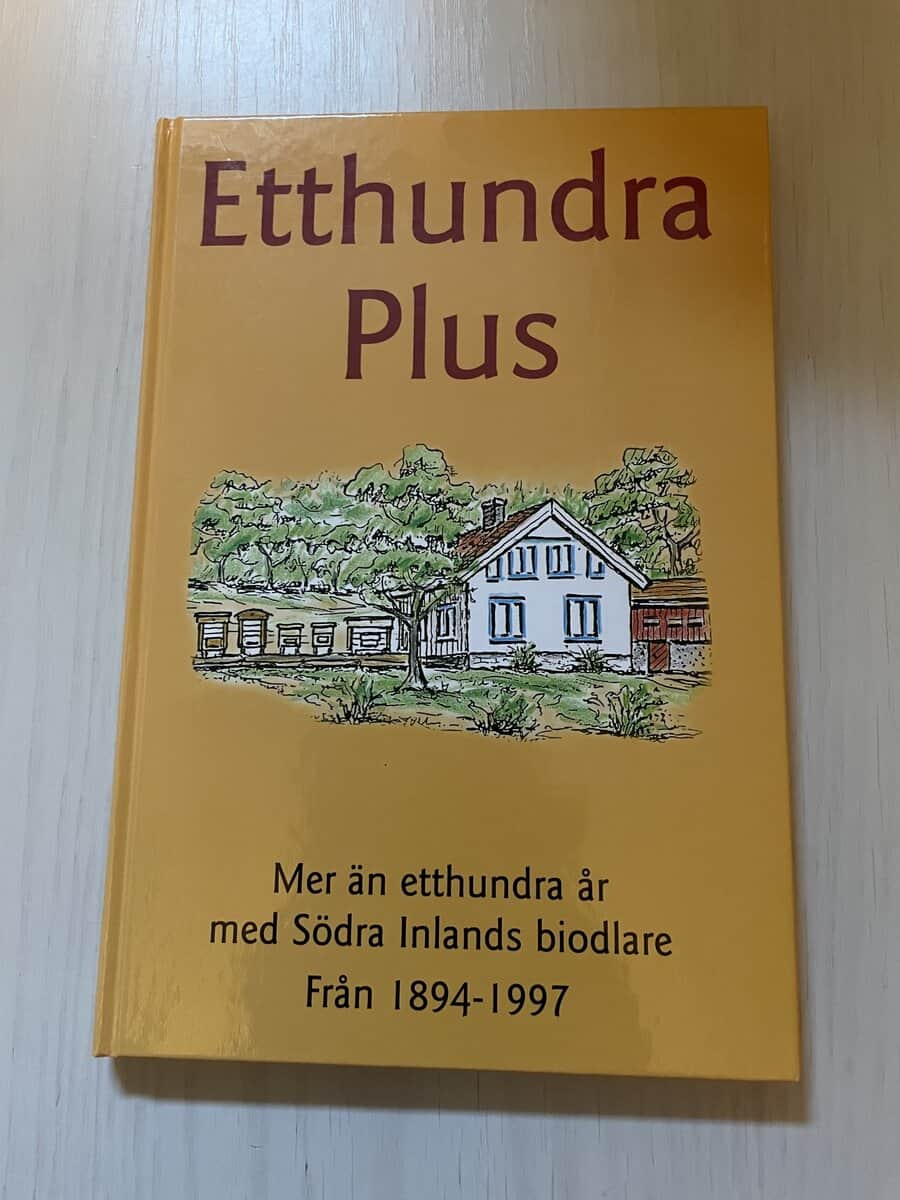 Etthundra
Plus
Mer än etthundra år
med Södra Inlands biodlare
Från 1894-1997